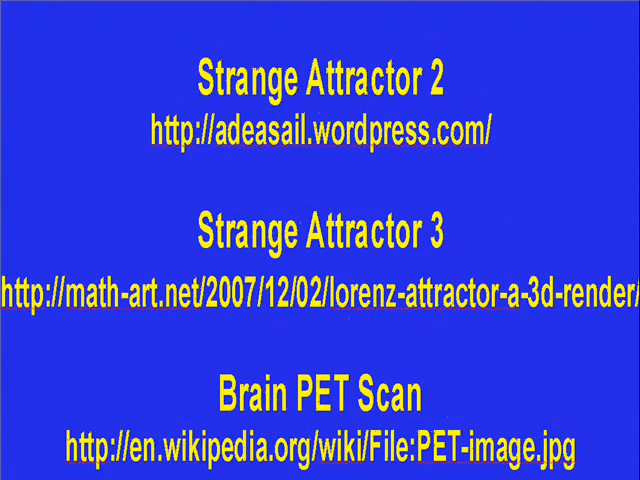 Strange Attractor 2
http://adeasail.wordpress.com/
Strange Attractor 3
http://math-art.net/2007/12/02/lorenz-attractor-a-3d-render/
Brain PET Scan
http://en.wikipedia.org/wiki/File:PET-image.jpg